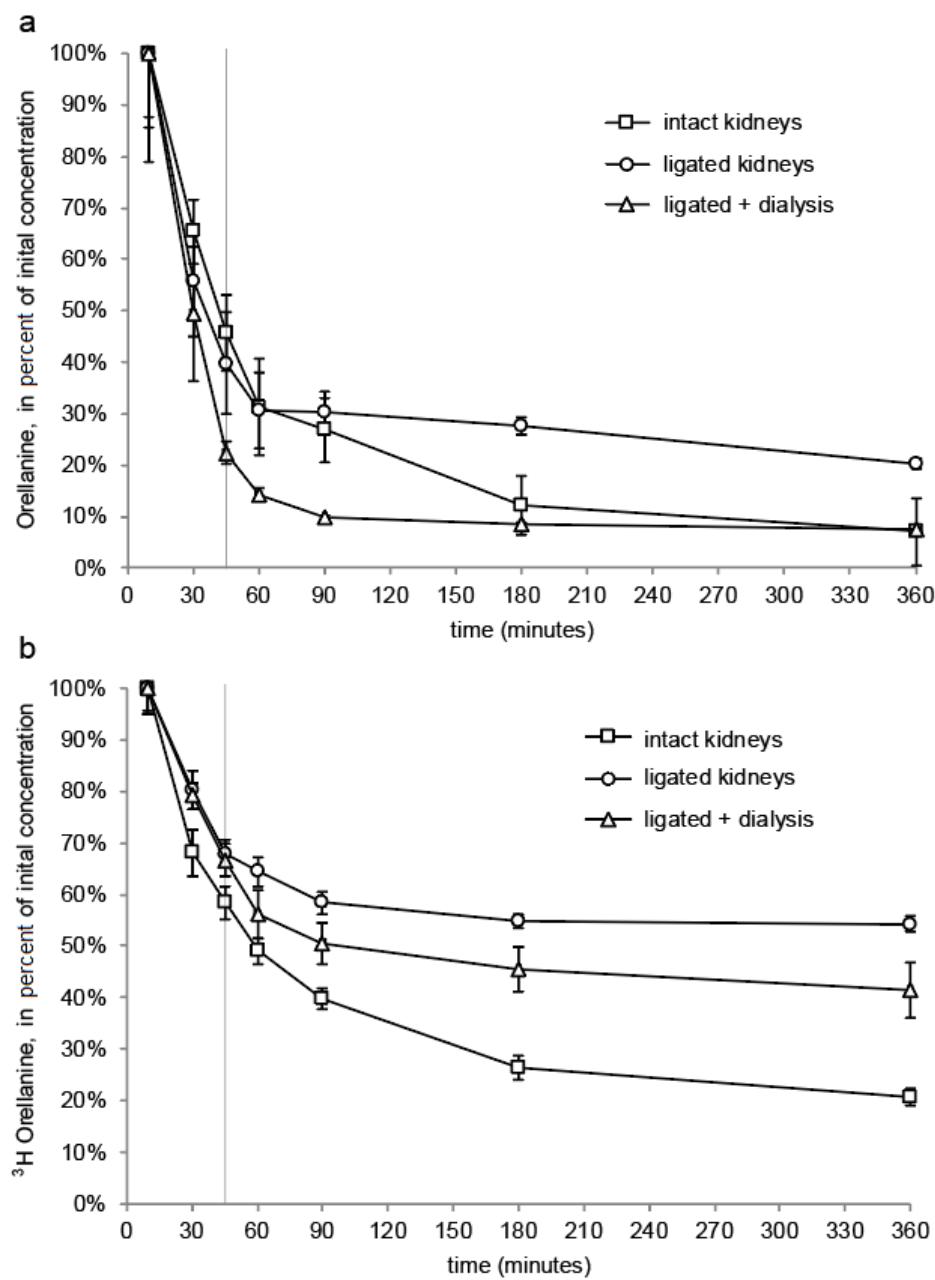 a
Orellanine, in percent of inital concentration
100%
90%
80%
70%
60%
50%
40%
30%
20%
10%
0%
intact kidneys
ligated kidneys
ligated + dialysis
0 30 60 90 120 150 180 210 240 270 300 330 360
time (minutes)
b
³H Orellanine, in percent of inital concentration
100%
90%
80%
70%
60%
50%
40%
30%
20%
10%
0%
intact kidneys
ligated kidneys
ligated + dialysis
0 30 60 90 120 150 180 210 240 270 300 330 360
time (minutes)